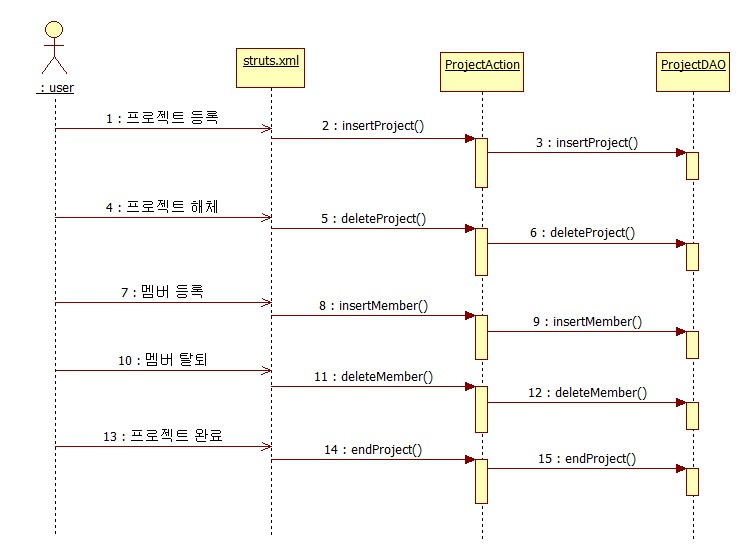 : user
struts.xml
ProjectAction
ProjectDAO
1 : 프로젝트 등록
2 : insertProject()
3 : insertProject()
4 : 프로젝트 해체
5 : deleteProject()
6 : deleteProject()
7 : 멤버 등록
8 : insertMember()
9 : insertMember()
10 : 멤버 탈퇴
11 : deleteMember()
12 : deleteMember()
13 : 프로젝트 완료
14 : endProject()
15 : endProject()